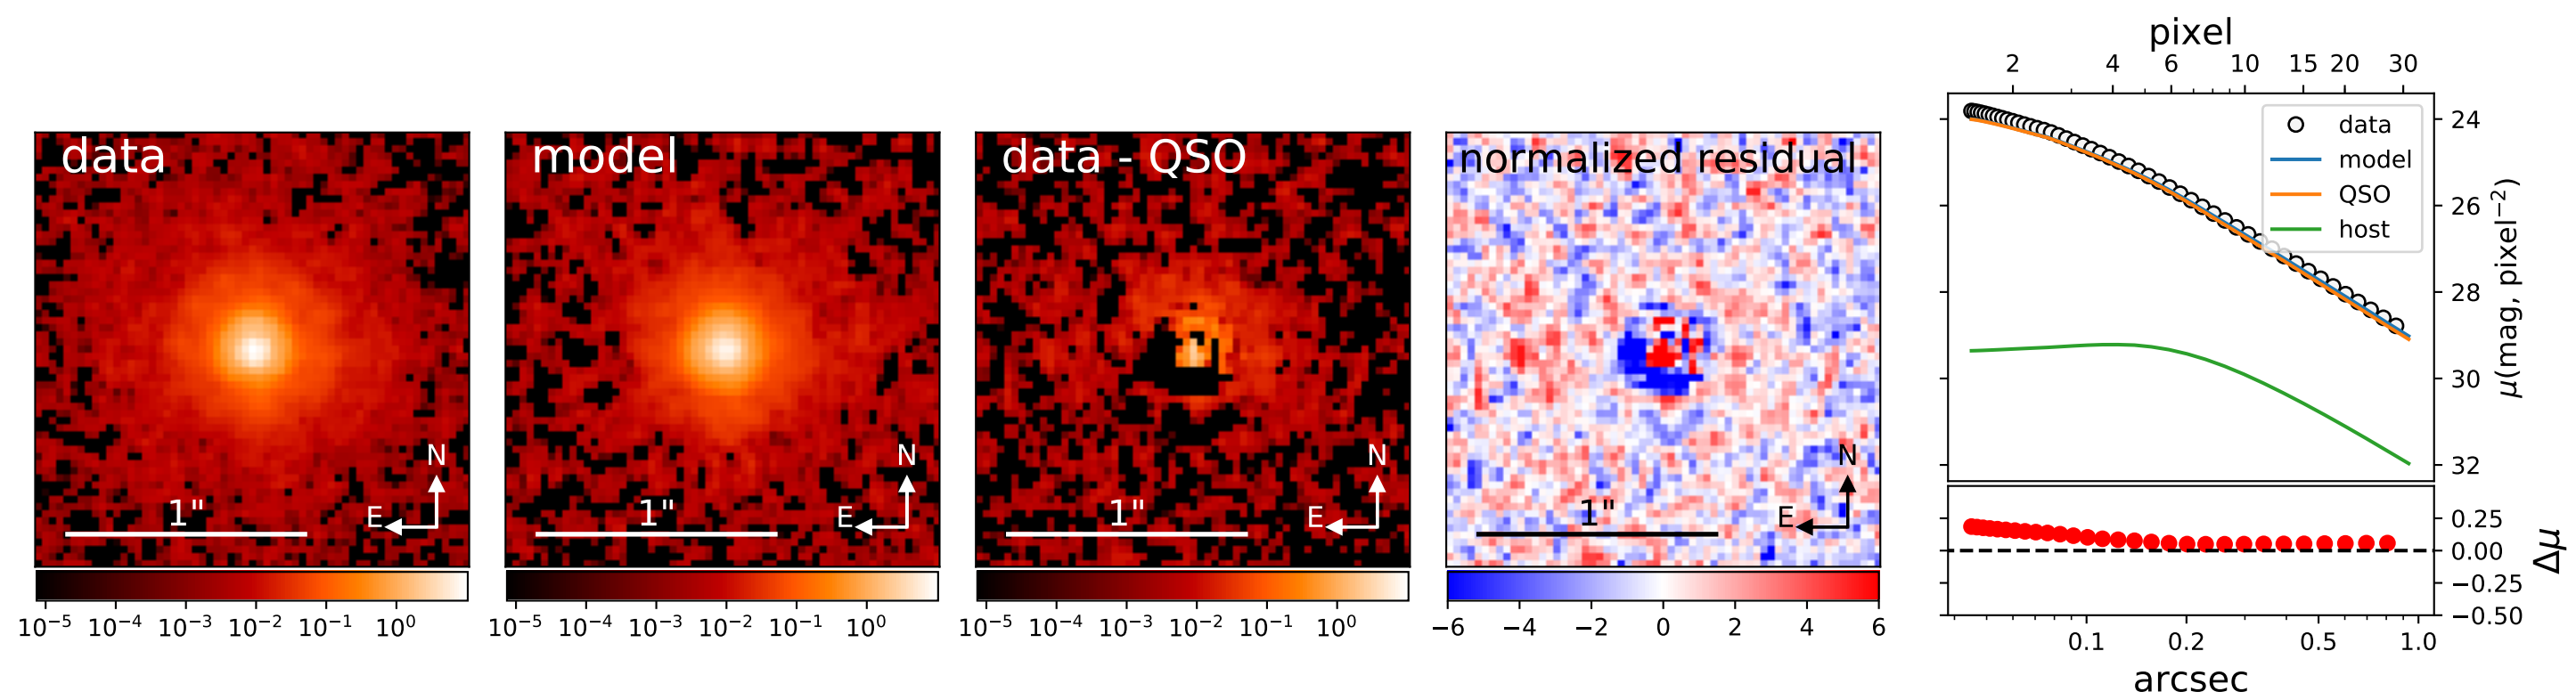 data
N
E
1"
10⁻⁵ 10⁻⁴ 10⁻³ 10⁻² 10⁻¹ 10⁰
model
N
E
1"
10⁻⁵ 10⁻⁴ 10⁻³ 10⁻² 10⁻¹ 10⁰
data - QSO
N
E
1"
10⁻⁵ 10⁻⁴ 10⁻³ 10⁻² 10⁻¹ 10⁰
normalized residual
N
E
1"
−6 −4 −2 0 2 4 6
pixel
2 4 6 10 15 20 30
data
model
QSO
host
24
26
28
30
32
μ(mag, pixel⁻²)
0.25
0.00
−0.25
−0.50
Δμ
0.1 0.2 0.5 1.0
arcsec